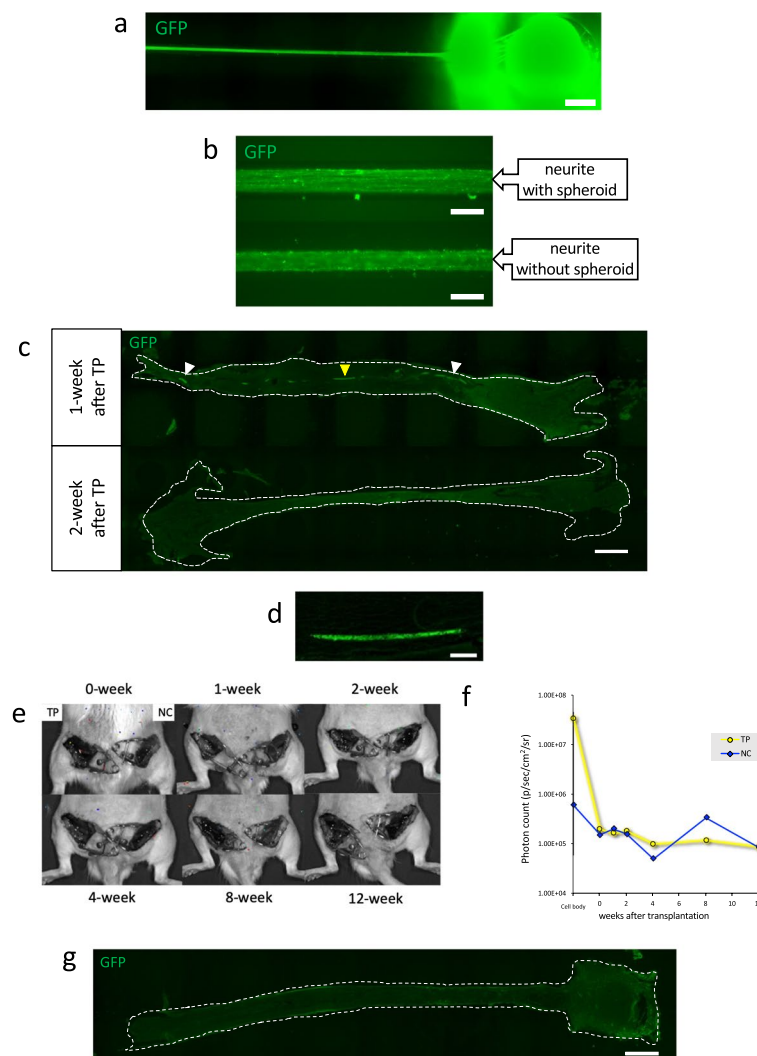 a
GFP
b
GFP
neurite
with spheroid
neurite
without spheroid
c
1-week
after TP
GFP
2-week
after TP
d
e
0-week
1-week
2-week
TP
NC
4-week
8-week
12-week
f
1.00E+08
1.00E+07
1.00E+06
1.00E+05
1.00E+04
Photon count (p/sec/cm²/sr)
TP
NC
Cell body
0
2
4
6
8
10
weeks after transplantation
g
GFP